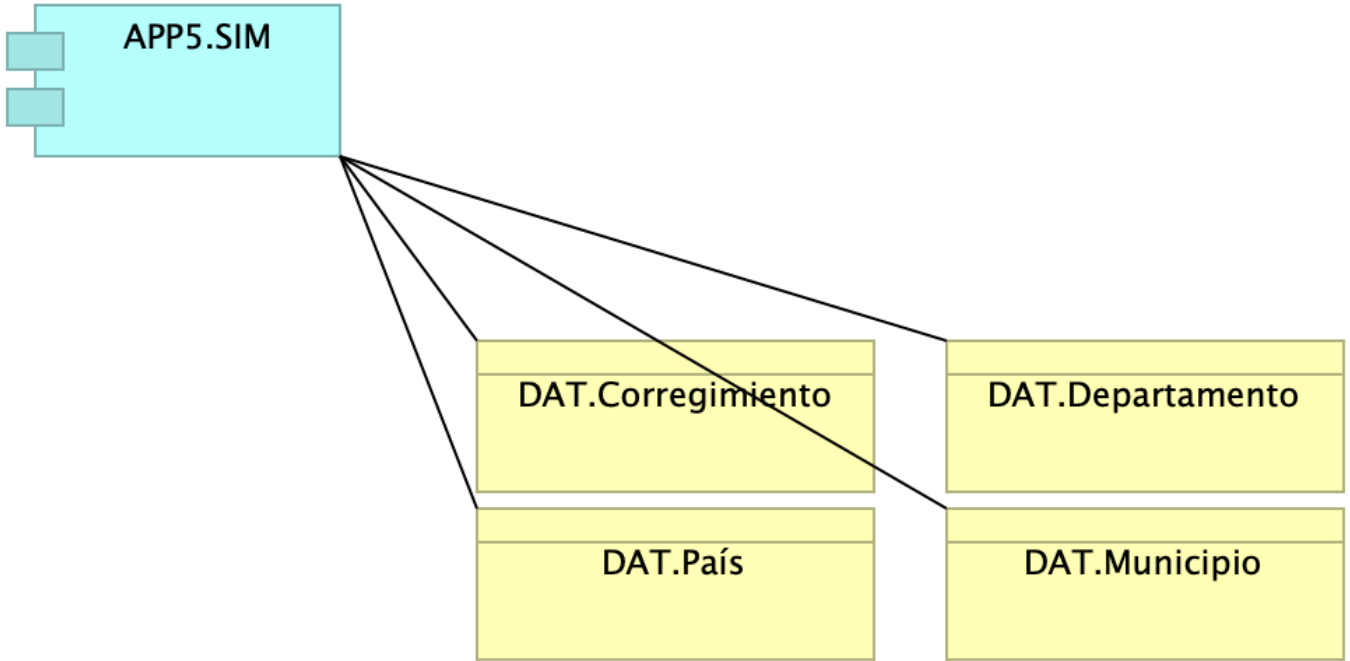 APP5.SIM
DAT.Corregimiento
DAT.Departamento
DAT.País
DAT.Municipio